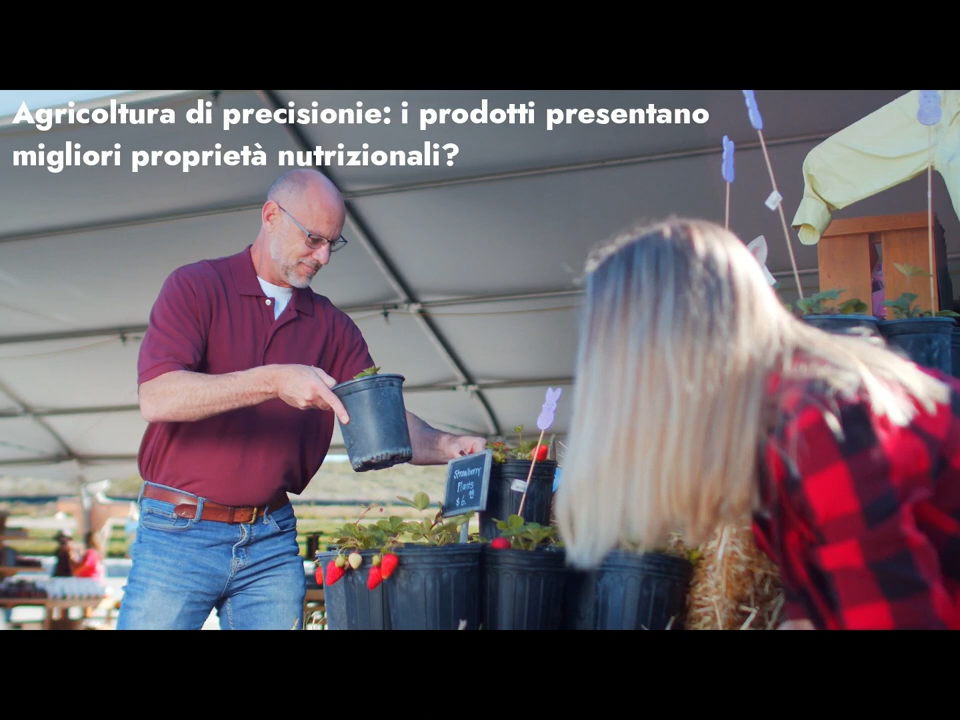 Agricoltura di precisionie: i prodotti presentano
migliori proprietà nutrizionali?
Strawberry
Plants